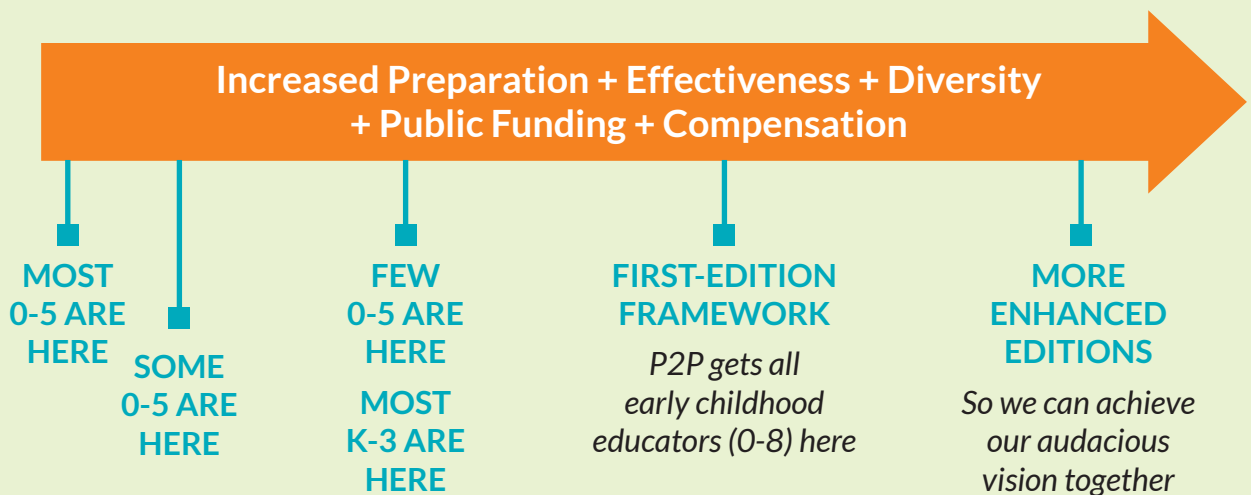 Increased Preparation + Effectiveness + Diversity
+ Public Funding + Compensation
MOST
0-5 ARE
HERE
SOME
0-5 ARE
HERE
FEW
0-5 ARE
HERE
MOST
K-3 ARE
HERE
FIRST-EDITION
FRAMEWORK
P2P gets all
early childhood
educators (0-8) here
MORE
ENHANCED
EDITIONS
So we can achieve
our audacious
vision together